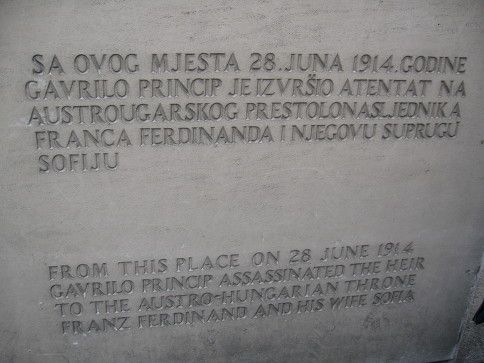 SA OVOG MJESTA 28. JUNA 1914. GODINE
GAVRILO PRINCIP JE IZVRŠIO ATENTAT NA
AUSTROUGARSKOG PRESTOLONASLJEDNIKA
FRANCA FERDINANDA I NJEGOVU SUPRUGU
SOFIJU
FROM THIS PLACE ON 28 JUNE 1914
GAVRILO PRINCIP ASSASSINATED THE HEIR
TO THE AUSTRO-HUNGARIAN THRONE
FRANZ FERDINAND AND HIS WIFE SOFIA